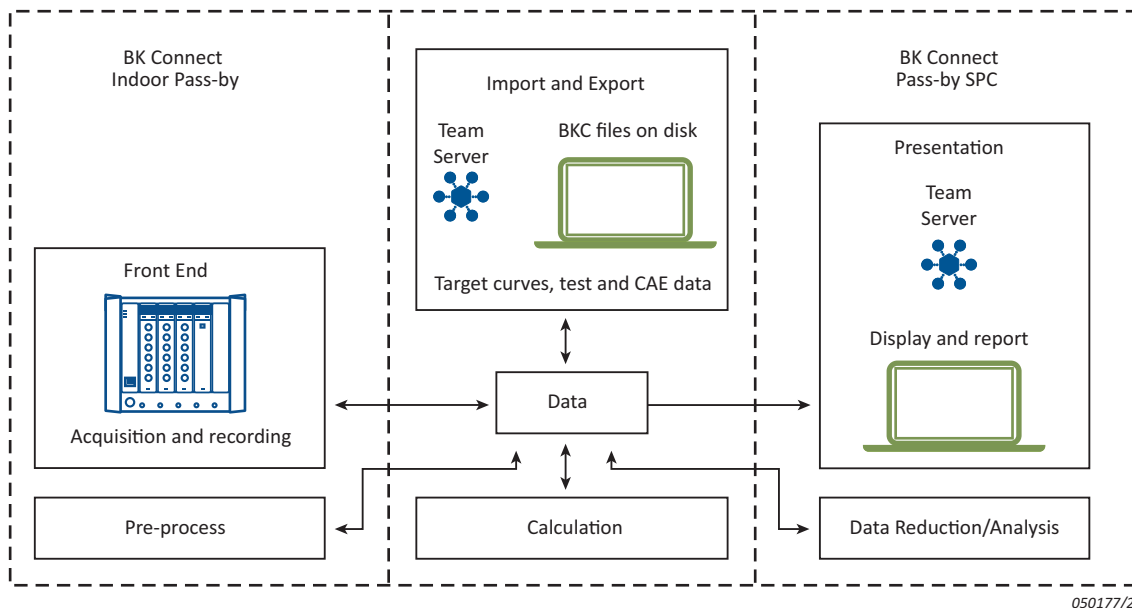 BK Connect
Indoor Pass-by
Front End
Acquisition and recording
Pre-process
Import and Export
Team
Server
BKC files on disk
Target curves, test and CAE data
Data
Calculation
BK Connect
Pass-by SPC
Presentation
Team
Server
Display and report
Data Reduction/Analysis
050177/2